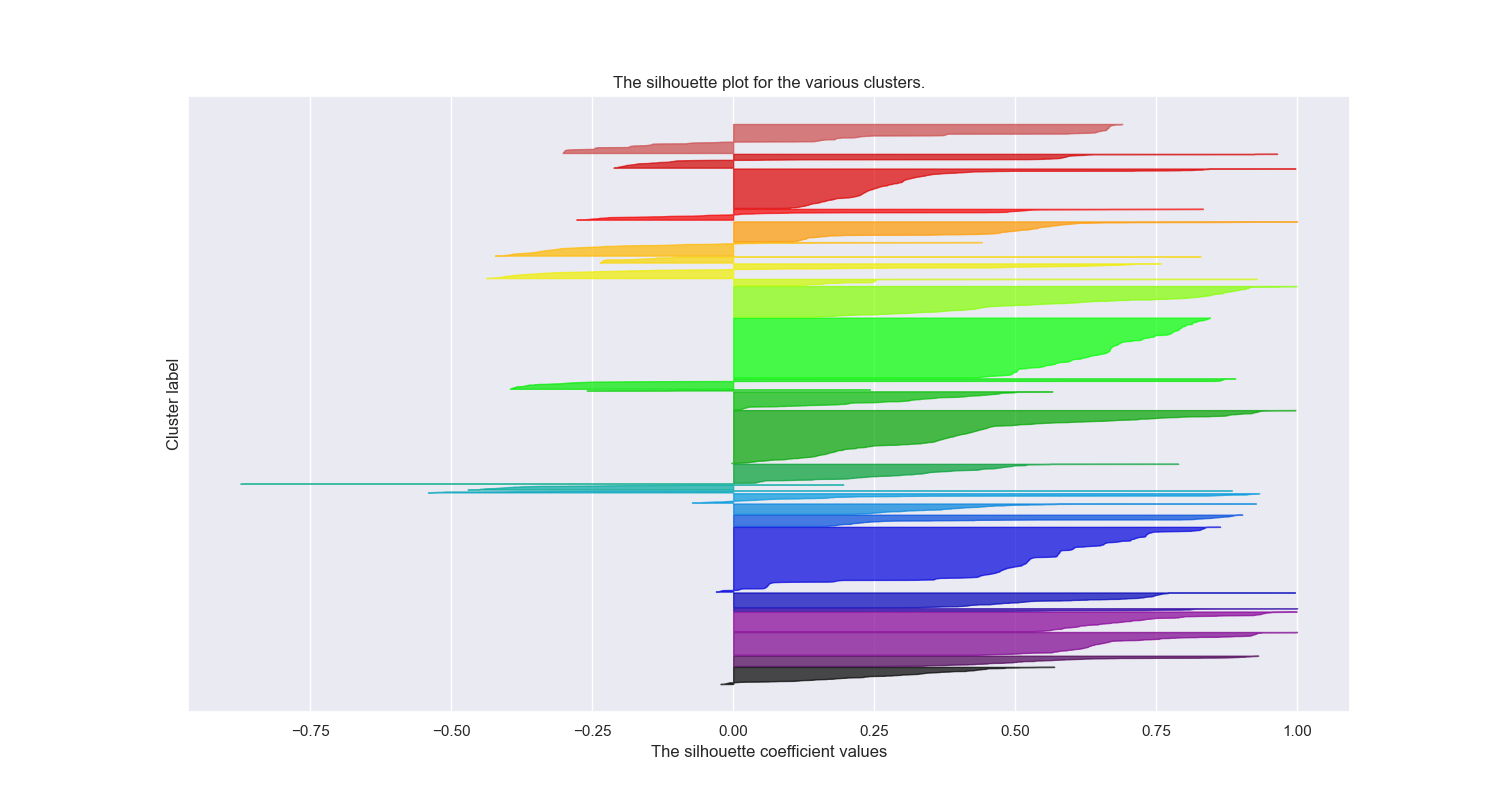 The silhouette plot for the various clusters.
Cluster label
−0.75 −0.50 −0.25 0.00 0.25 0.50 0.75 1.00
The silhouette coefficient values